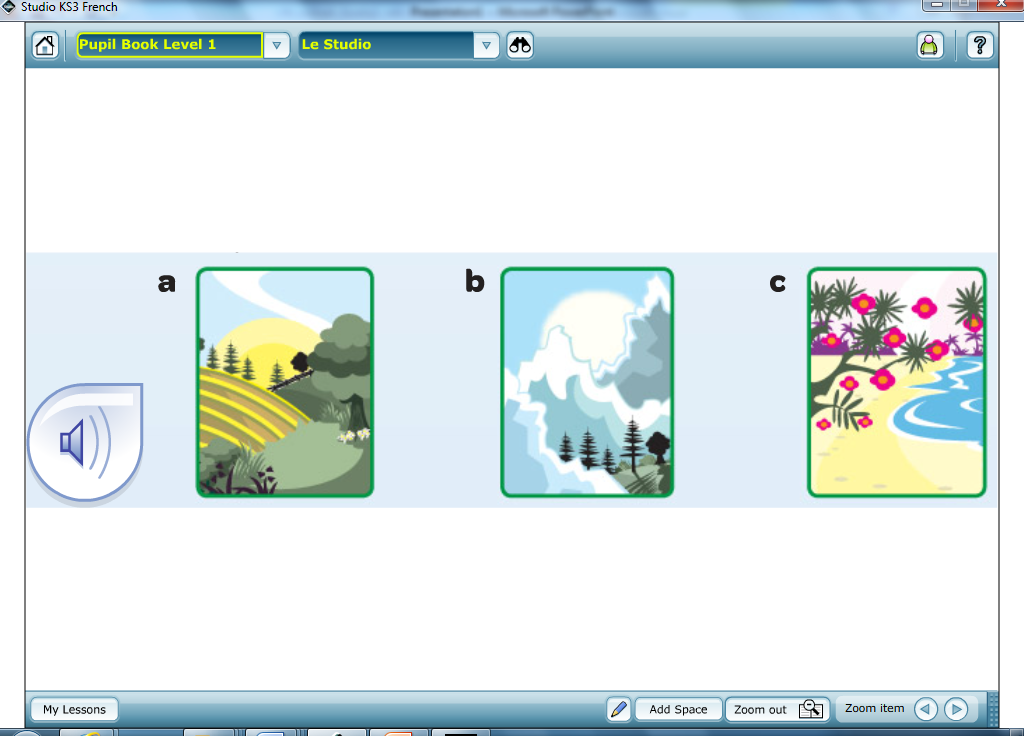 Studio KS3 French
Pupil Book Level 1
Le Studio
?
a
b
c
My Lessons
Add Space
Zoom out
Zoom item